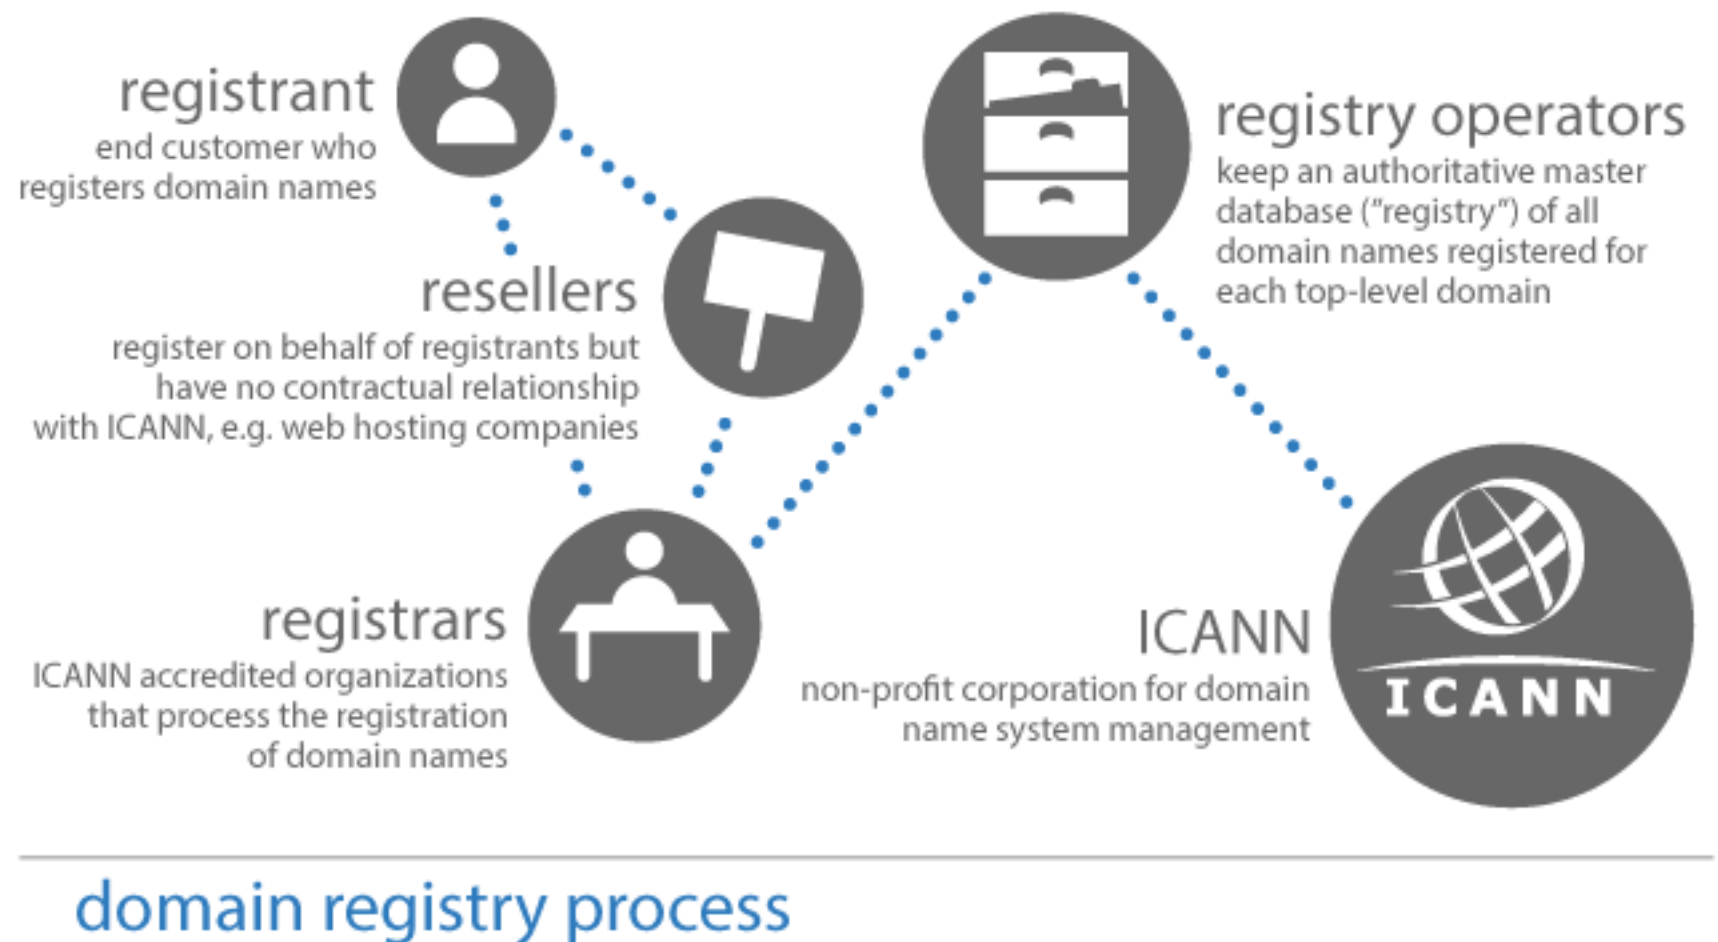 registrant
end customer who
registers domain names
resellers
register on behalf of registrants but
have no contractual relationship
with ICANN, e.g. web hosting companies
registrars
ICANN accredited organizations
that process the registration
of domain names
registry operators
keep an authoritative master
database (“registry”) of all
domain names registered for
each top-level domain
ICANN
non-profit corporation for domain
name system management
ICANN
domain registry process